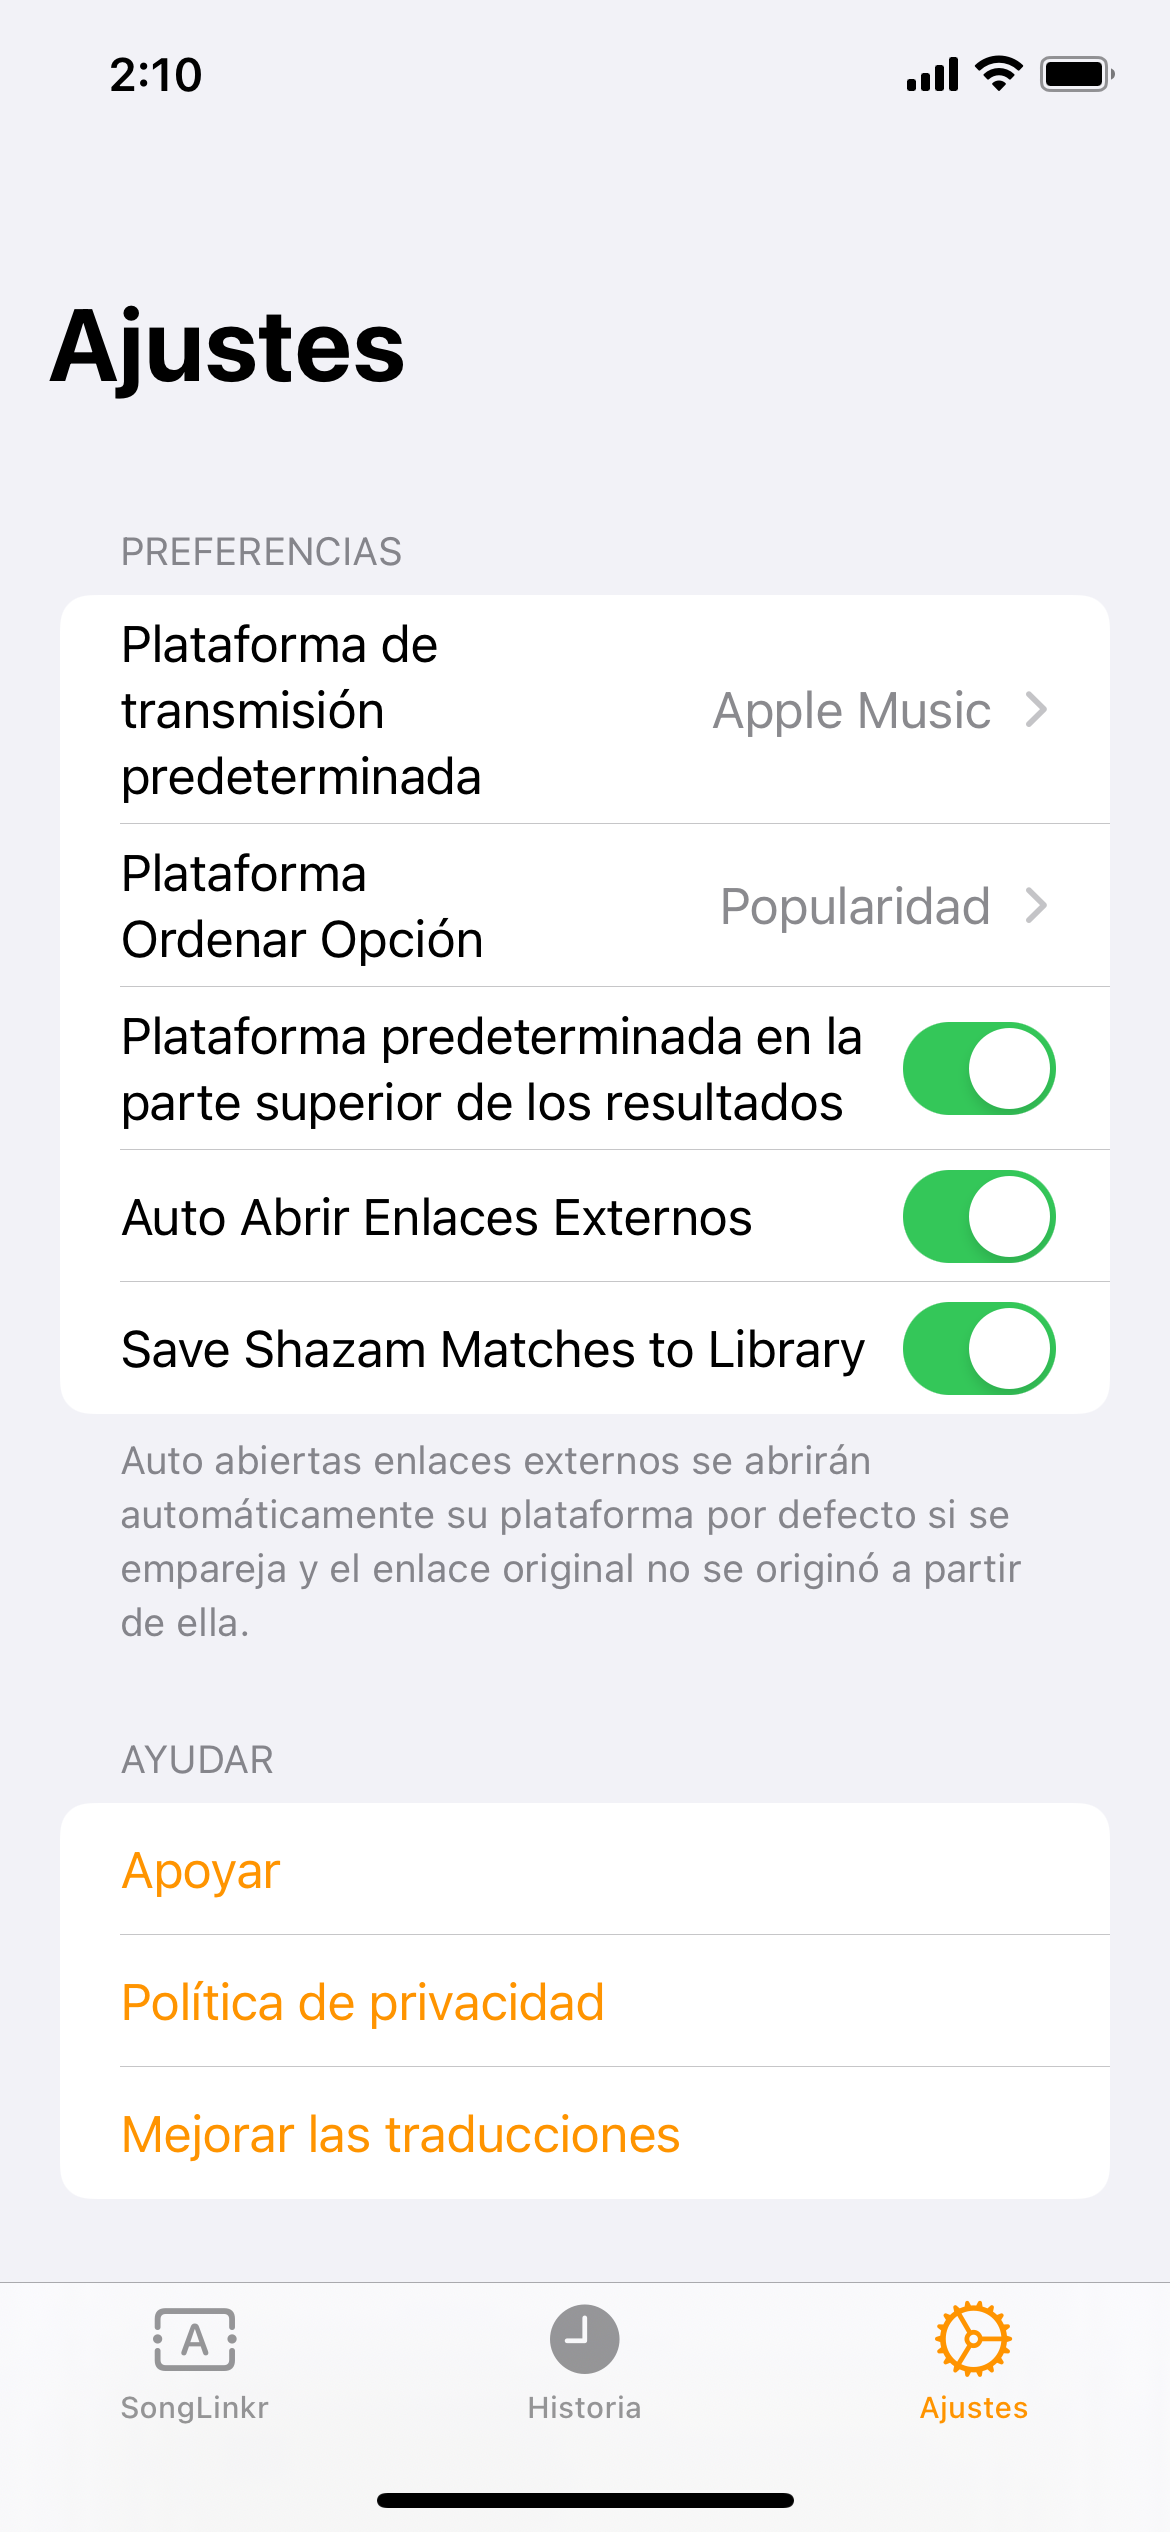 2:10
Ajustes
PREFERENCIAS
Plataforma de
transmisión
predeterminada
Apple Music
Plataforma
Ordenar Opción
Popularidad
Plataforma predeterminada en la
parte superior de los resultados
Auto Abrir Enlaces Externos
Save Shazam Matches to Library
Auto abiertas enlaces externos se abrirán
automáticamente su plataforma por defecto si se
empareja y el enlace original no se originó a partir
de ella.
AYUDAR
Apoyar
Política de privacidad
Mejorar las traducciones
A
SongLinkr
Historia
Ajustes